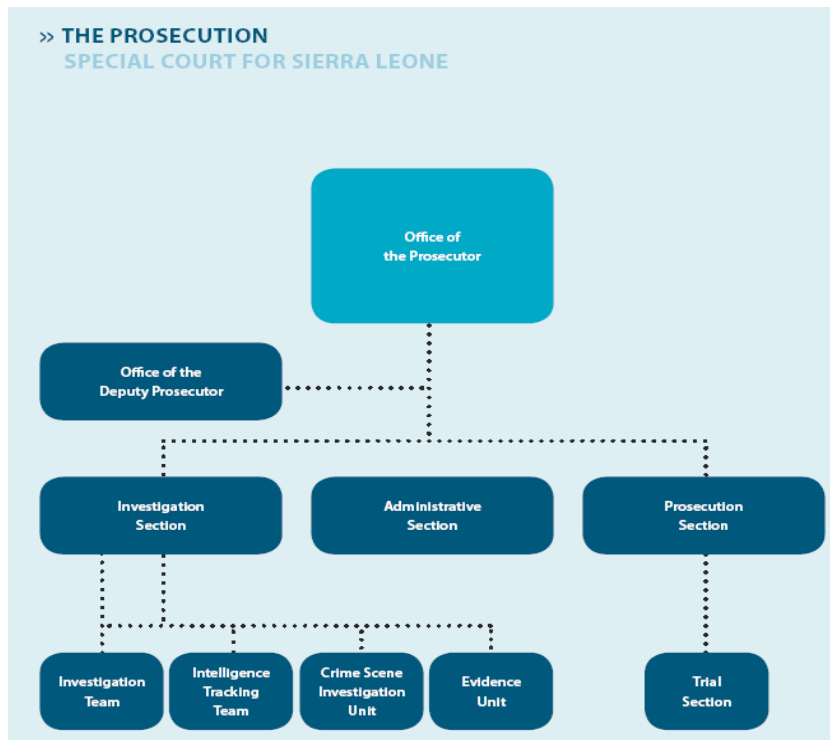 » THE PROSECUTION
SPECIAL COURT FOR SIERRA LEONE
Office of
the Prosecutor
Office of the
Deputy Prosecutor
Investigation
Section
Administrative
Section
Prosecution
Section
Investigation
Team
Intelligence
Tracking
Team
Crime Scene
Investigation
Unit
Evidence
Unit
Trial
Section